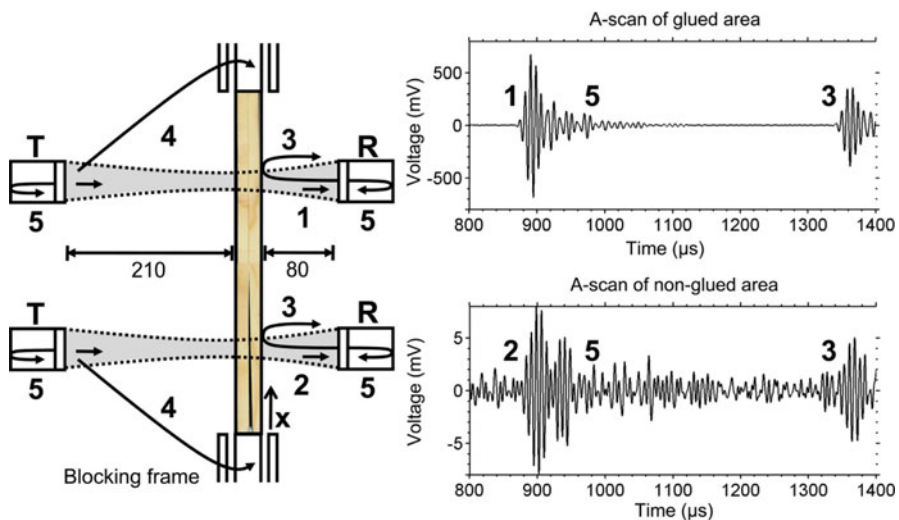 4
T
3
R
5
1
5
210
80
T
3
R
5
4
2
5
x
Blocking frame
A-scan of glued area
Voltage (mV)
500
0
-500
1
5
3
800 900 1000 1100 1200 1300 1400
Time (µs)
A-scan of non-glued area
Voltage (mV)
5
0
-5
2
5
3
800 900 1000 1100 1200 1300 1400
Time (µs)